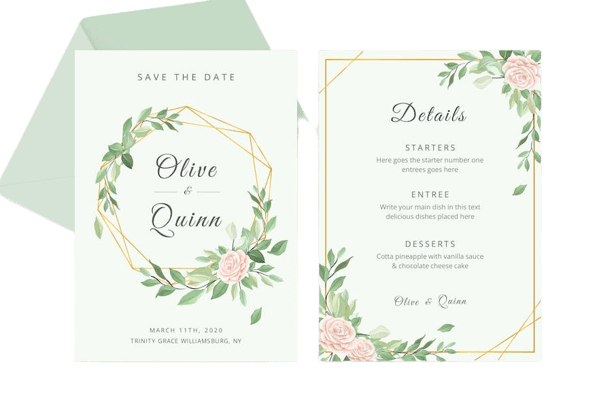 SAVE THE DATE
Olive
&
Quinn
MARCH 11TH, 2020
TRINITY GRACE WILLIAMSBURG, NY
Details
STARTERS
Here goes the starter number one
entrees goes here
ENTREE
Write your main dish in this text
delicious dishes placed here
DESSERTS
Cotta pineapple with vanilla sauce
& chocolate cheese cake
Olive & Quinn